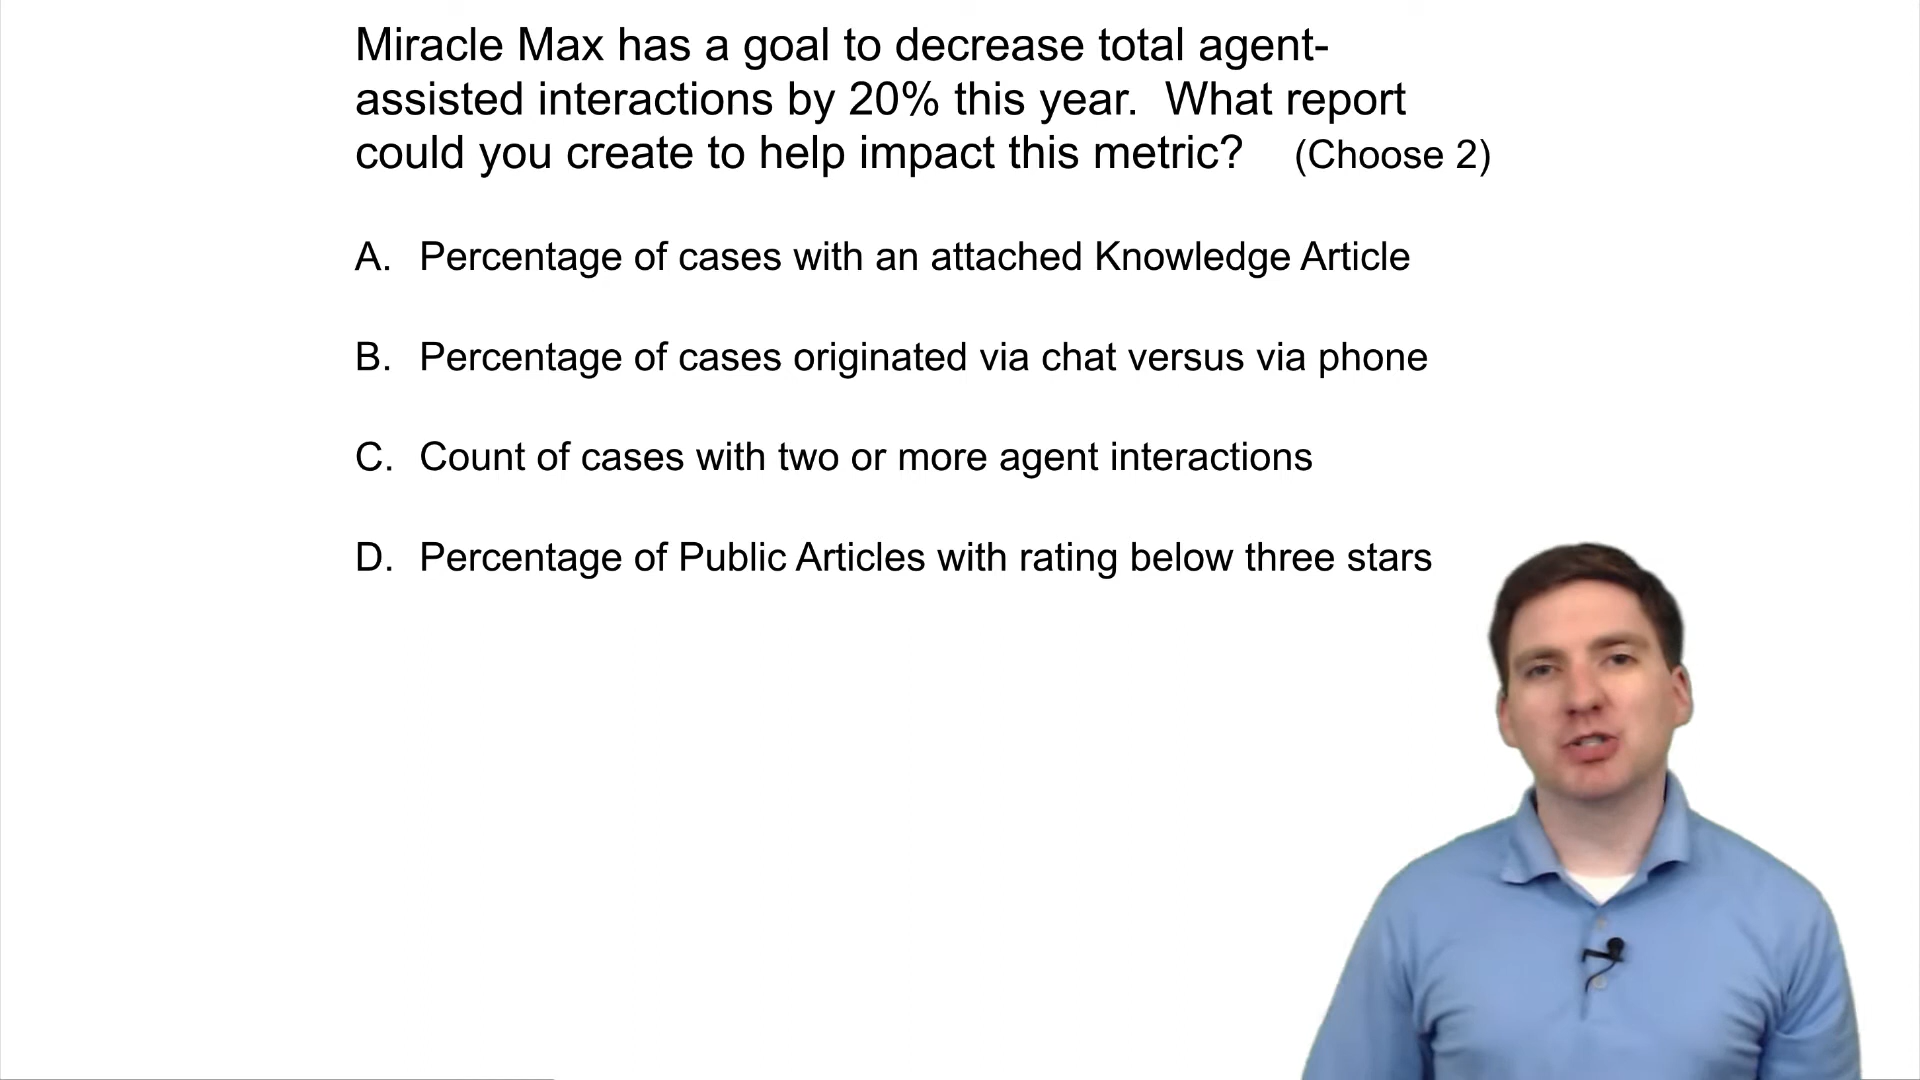 Miracle Max has a goal to decrease total agent-
assisted interactions by 20% this year. What report
could you create to help impact this metric? (Choose 2)
A. Percentage of cases with an attached Knowledge Article
B. Percentage of cases originated via chat versus via phone
C. Count of cases with two or more agent interactions
D. Percentage of Public Articles with rating below three stars